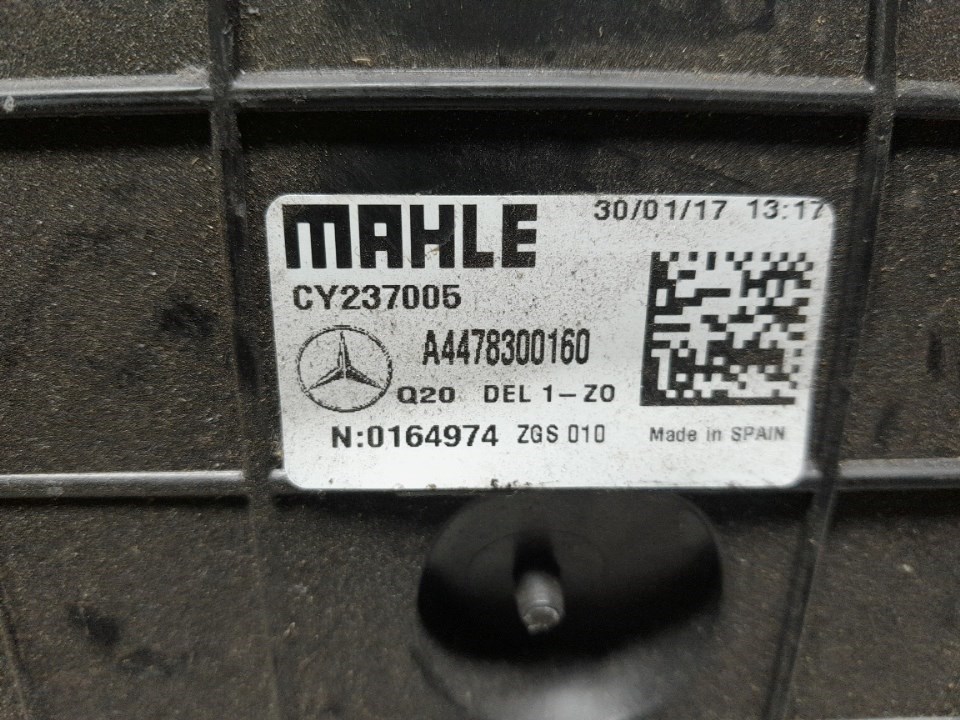 MAHLE 30/01/17 13:17
CY237005
A4478300160
Q20 DEL 1-Z0
N:0164974 ZGS 010 Made in SPAIN